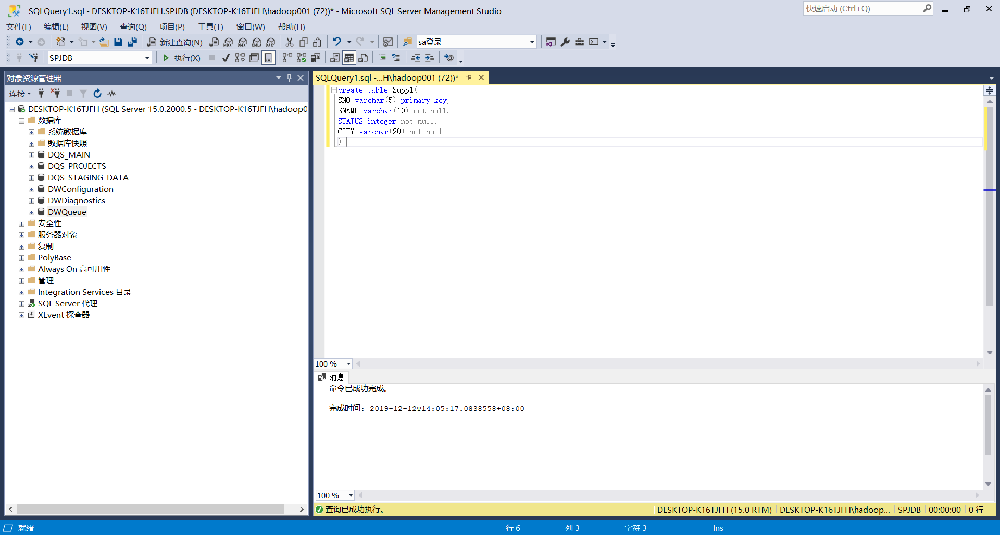 SQLQuery1.sql - DESKTOP-K16TJFH.SPJDB (DESKTOP-K16TJFH\hadoop001 (72))* - Microsoft SQL Server Management Studio
快速启动 (Ctrl+Q)
文件(F) 编辑(E) 视图(V) 查询(Q) 项目(P) 工具(T) 窗口(W) 帮助(H)
新建查询(N) MDX DMX XMLA DAX sa登录
SPJDB 执行(X)
对象资源管理器
连接
DESKTOP-K16TJFH (SQL Server 15.0.2000.5 - DESKTOP-K16TJFH\hadoop0
数据库
系统数据库
数据库快照
DQS_MAIN
DQS_PROJECTS
DQS_STAGING_DATA
DWConfiguration
DWDiagnostics
DWQueue
安全性
服务器对象
复制
PolyBase
Always On 高可用性
管理
Integration Services 目录
SQL Server 代理
XEvent 探查器
SQLQuery1.sql -...H\hadoop001 (72))*
create table Suppl(
SNO varchar(5) primary key,
SNAME varchar(10) not null,
STATUS integer not null,
CITY varchar(20) not null
);
100 %
消息
命令已成功完成。
完成时间: 2019-12-12T14:05:17.0838558+08:00
100 %
查询已成功执行。 DESKTOP-K16TJFH (15.0 RTM) DESKTOP-K16TJFH\hadoop... SPJDB 00:00:00 0 行
就绪 行 6 列 3 字符 3 Ins